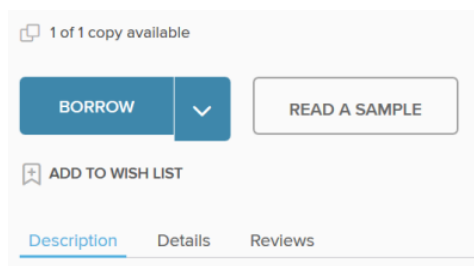 1 of 1 copy available
BORROW
READ A SAMPLE
ADD TO WISH LIST
Description Details Reviews